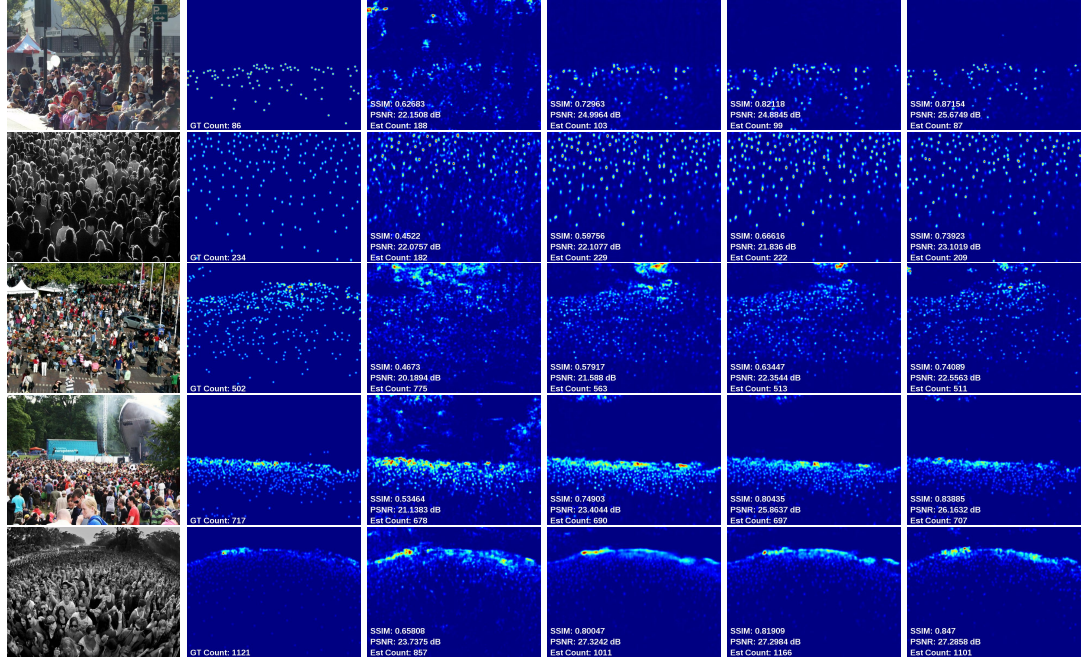 GT Count: 86
SSIM: 0.62683
PSNR: 22.1508 dB
Est Count: 188
SSIM: 0.72963
PSNR: 24.9964 dB
Est Count: 103
SSIM: 0.82118
PSNR: 24.8845 dB
Est Count: 99
SSIM: 0.87154
PSNR: 25.6749 dB
Est Count: 87
GT Count: 234
SSIM: 0.4522
PSNR: 22.0757 dB
Est Count: 182
SSIM: 0.59756
PSNR: 22.1077 dB
Est Count: 229
SSIM: 0.66616
PSNR: 21.836 dB
Est Count: 222
SSIM: 0.73923
PSNR: 23.1019 dB
Est Count: 209
GT Count: 502
SSIM: 0.4673
PSNR: 20.1894 dB
Est Count: 775
SSIM: 0.57917
PSNR: 21.588 dB
Est Count: 563
SSIM: 0.63447
PSNR: 22.3544 dB
Est Count: 513
SSIM: 0.74089
PSNR: 22.5563 dB
Est Count: 511
GT Count: 717
SSIM: 0.53464
PSNR: 21.1383 dB
Est Count: 678
SSIM: 0.74903
PSNR: 23.4044 dB
Est Count: 690
SSIM: 0.80435
PSNR: 25.8637 dB
Est Count: 697
SSIM: 0.83885
PSNR: 26.1632 dB
Est Count: 707
GT Count: 1121
SSIM: 0.65808
PSNR: 23.7375 dB
Est Count: 857
SSIM: 0.80047
PSNR: 27.3242 dB
Est Count: 1011
SSIM: 0.81909
PSNR: 27.2984 dB
Est Count: 1166
SSIM: 0.847
PSNR: 27.2858 dB
Est Count: 1101